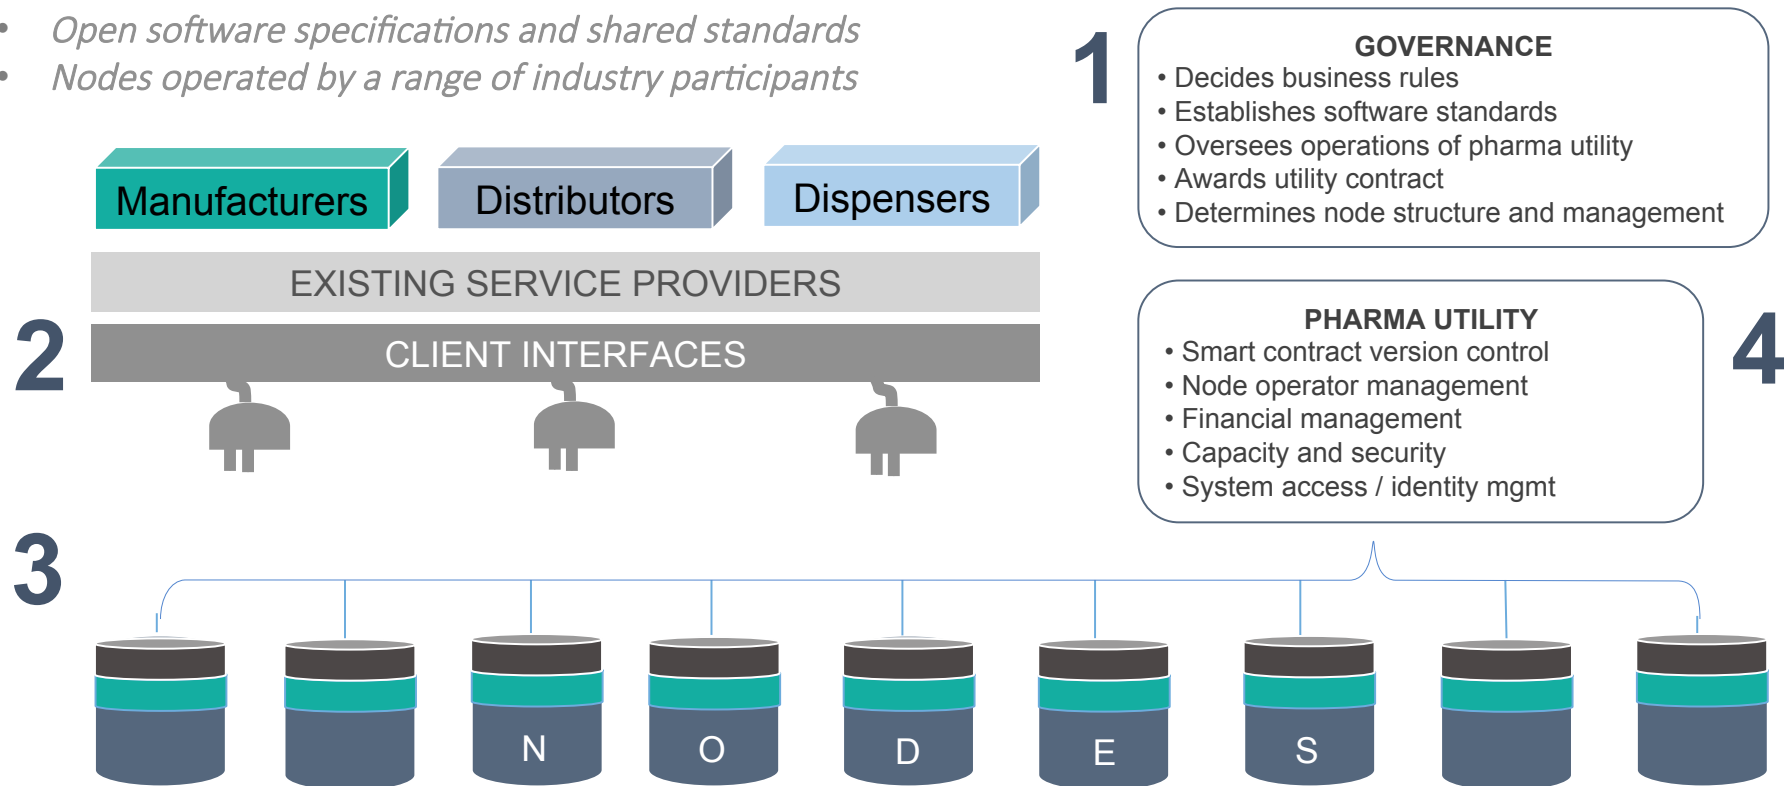 • Open software specifications and shared standards
• Nodes operated by a range of industry participants
1
GOVERNANCE
• Decides business rules
• Establishes software standards
• Oversees operations of pharma utility
• Awards utility contract
• Determines node structure and management
Manufacturers
Distributors
Dispensers
EXISTING SERVICE PROVIDERS
2
CLIENT INTERFACES
PHARMA UTILITY
• Smart contract version control
• Node operator management
• Financial management
• Capacity and security
• System access / identity mgmt
4
3
N O D E S